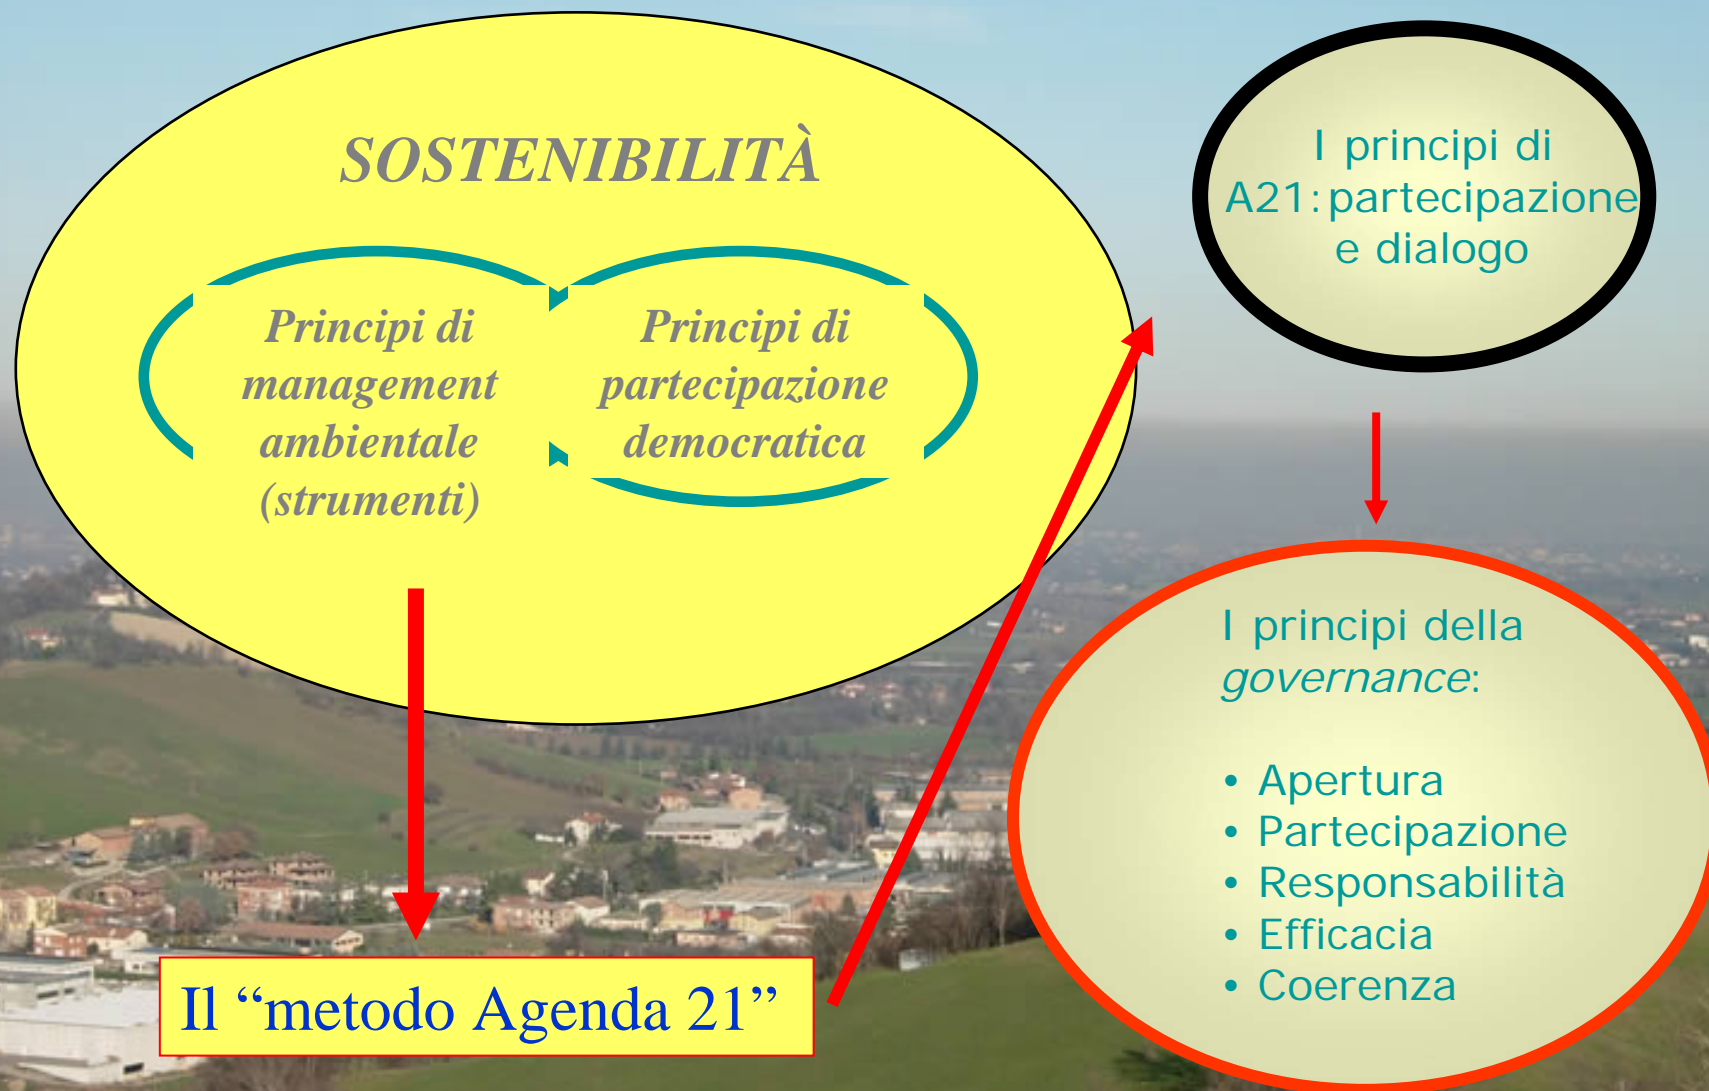 SOSTENIBILITÀ
Principi di
management
ambientale
(strumenti)
Principi di
partecipazione
democratica
Il “metodo Agenda 21”
I principi di
A21: partecipazione
e dialogo
I principi della
governance:
• Apertura
• Partecipazione
• Responsabilità
• Efficacia
• Coerenza